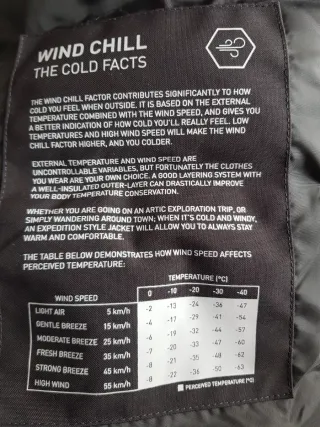 WIND CHILL
THE COLD FACTS
THE WIND CHILL FACTOR CONTRIBUTES SIGNIFICANTLY TO HOW
COLD YOU FEEL WHEN OUTSIDE. IT IS BASED ON THE EXTERNAL
TEMPERATURE COMBINED WITH THE WIND SPEED, AND GIVES YOU
A BETTER INDICATION OF HOW COLD YOU'LL REALLY FEEL. LOW
TEMPERATURES AND HIGH WIND SPEED WILL MAKE THE WIND
CHILL FACTOR HIGHER, AND YOU COLDER.
EXTERNAL TEMPERATURE AND WIND SPEED ARE
UNCONTROLLABLE VARIABLES, BUT FORTUNATELY THE CLOTHES
YOU WEAR ARE YOUR OWN CHOICE. A GOOD LAYERING SYSTEM WITH
A WELL-INSULATED OUTER-LAYER CAN DRASTICALLY IMPROVE
YOUR BODY TEMPERATURE CONSERVATION.
WHETHER YOU ARE GOING ON AN ARTIC EXPLORATION TRIP, OR
SIMPLY WANDERING AROUND TOWN; WHEN IT'S COLD AND WINDY,
AN EXPEDITION STYLE JACKET WILL ALLOW YOU TO ALWAYS STAY
WARM AND COMFORTABLE.
THE TABLE BELOW DEMONSTRATES HOW WIND SPEED AFFECTS
PERCEIVED TEMPERATURE:
TEMPERATURE (°C)
WIND SPEED 0 -10 -20 -30 -40
LIGHT AIR 5 km/h -2 -13 -24 -36 -47
GENTLE BREEZE 15 km/h -4 -17 -29 -41 -54
MODERATE BREEZE 25 km/h -6 -19 -32 -44 -57
FRESH BREEZE 35 km/h -7 -20 -33 -47 -60
STRONG BREEZE 45 km/h -8 -21 -35 -48 -62
HIGH WIND 55 km/h -8 -22 -36 -50 -63
PERCEIVED TEMPERATURE (°C)